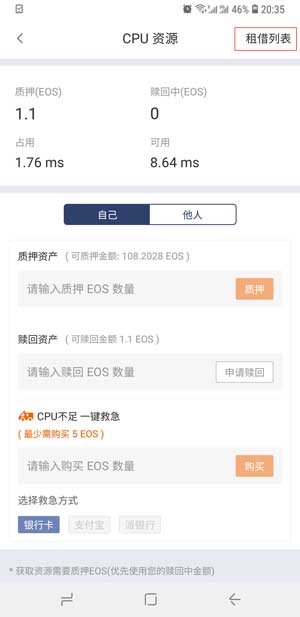 46% 20:35
CPU 资源
租借列表
质押(EOS) 赎回中(EOS)
1.1 0
占用 可用
1.76 ms 8.64 ms
自己 他人
质押资产 ( 可质押金额: 108.2028 EOS )
请输入质押 EOS 数量 质押
赎回资产 ( 可赎回金额 1.1 EOS )
请输入赎回 EOS 数量 申请赎回
CPU不足 一键救急
( 最少需购买 5 EOS )
请输入购买 EOS 数量 购买
选择救急方式
银行卡 支付宝 派银行
* 获取资源需要质押EOS(优先使用您的赎回中金额)